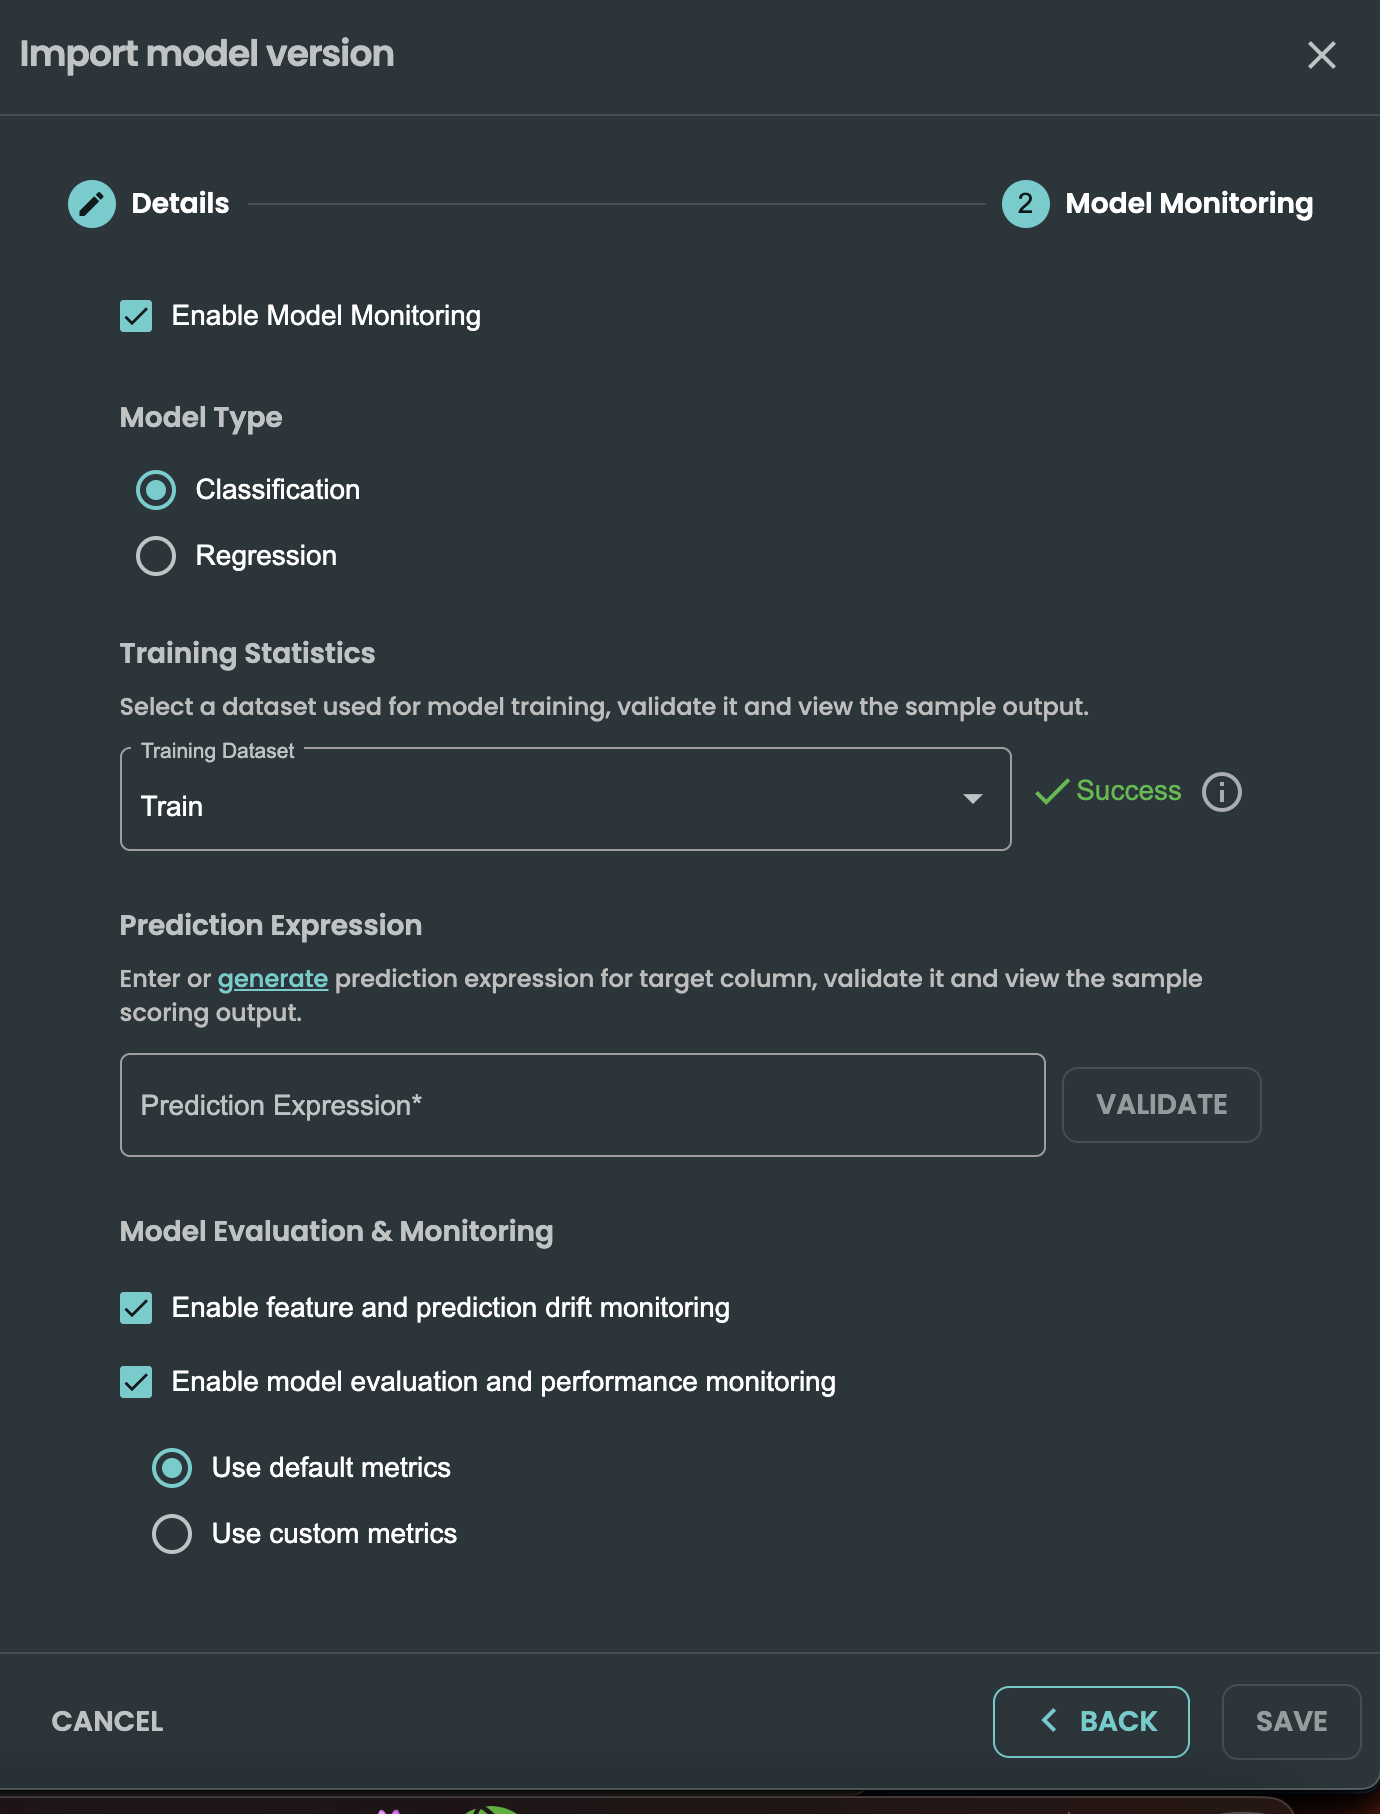 Import model version
Details
2 Model Monitoring
Enable Model Monitoring
Model Type
Classification
Regression
Training Statistics
Select a dataset used for model training, validate it and view the sample output.
Training Dataset
Train
Success
Prediction Expression
Enter or generate prediction expression for target column, validate it and view the sample
scoring output.
Prediction Expression*
VALIDATE
Model Evaluation & Monitoring
Enable feature and prediction drift monitoring
Enable model evaluation and performance monitoring
Use default metrics
Use custom metrics
CANCEL
BACK
SAVE